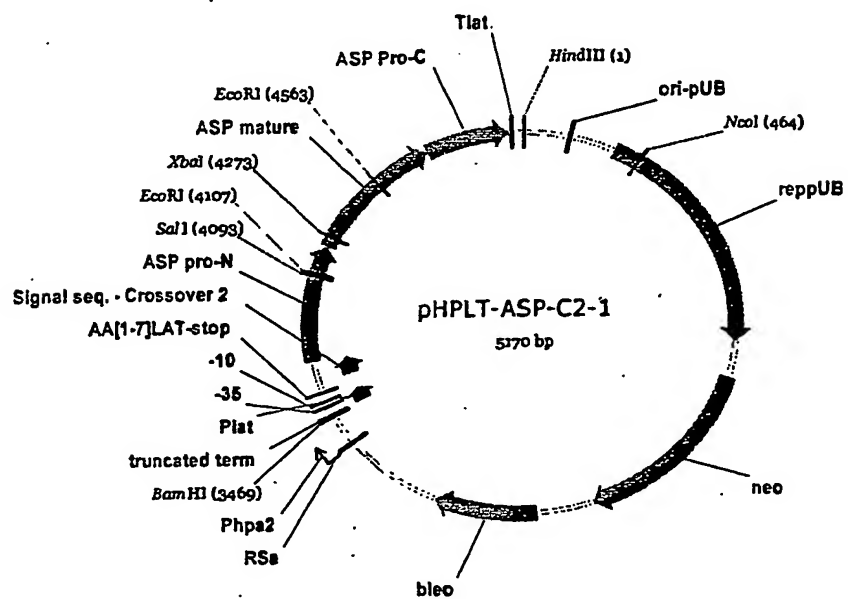 Tlat.
HindIII (1)
ASP Pro-C
ori-pUB
EcoRI (4563)
NcoI (464)
ASP mature
XbaI (4273)
reppUB
EcoRI (4107)
SalI (4093)
ASP pro-N
Signal seq. - Crossover 2
pHPLT-ASP-C2-1
AA[1-7]LAT-stop
5170 bp
-10
-35
Plat
truncated term
BamHI (3469)
neo
Phpa2
RSa
bleo